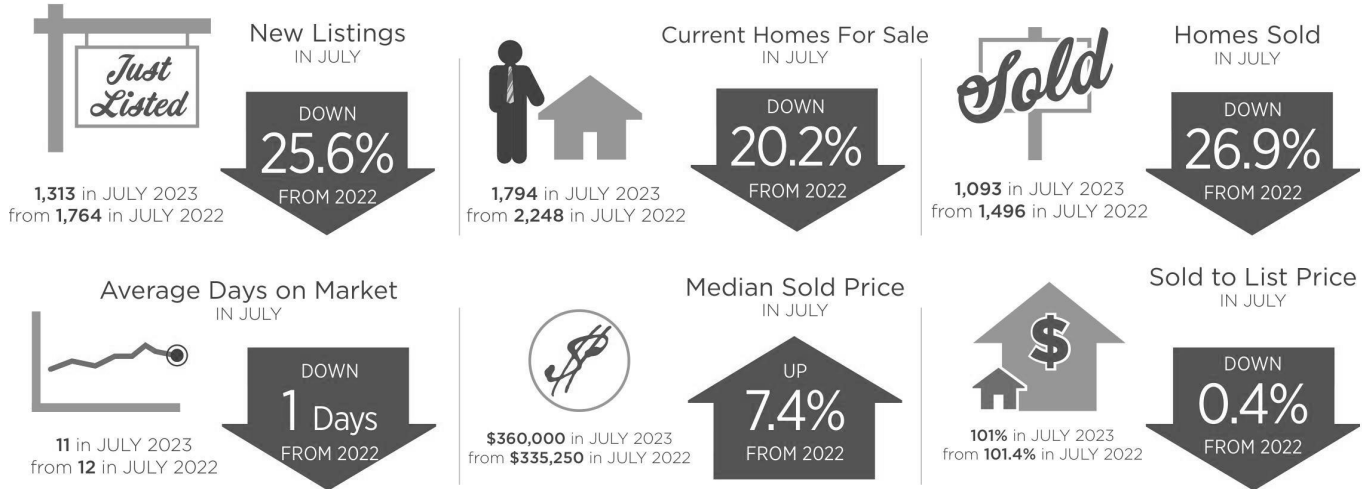 Just
Listed
New Listings
IN JULY
DOWN
25.6%
FROM 2022
1,313 in JULY 2023
from 1,764 in JULY 2022
Current Homes For Sale
IN JULY
DOWN
20.2%
FROM 2022
1,794 in JULY 2023
from 2,248 in JULY 2022
Sold
Homes Sold
IN JULY
DOWN
26.9%
FROM 2022
1,093 in JULY 2023
from 1,496 in JULY 2022
Average Days on Market
IN JULY
DOWN
1 Days
FROM 2022
11 in JULY 2023
from 12 in JULY 2022
$
Median Sold Price
IN JULY
UP
7.4%
FROM 2022
$360,000 in JULY 2023
from $335,250 in JULY 2022
$
Sold to List Price
IN JULY
DOWN
0.4%
FROM 2022
101% in JULY 2023
from 101.4% in JULY 2022